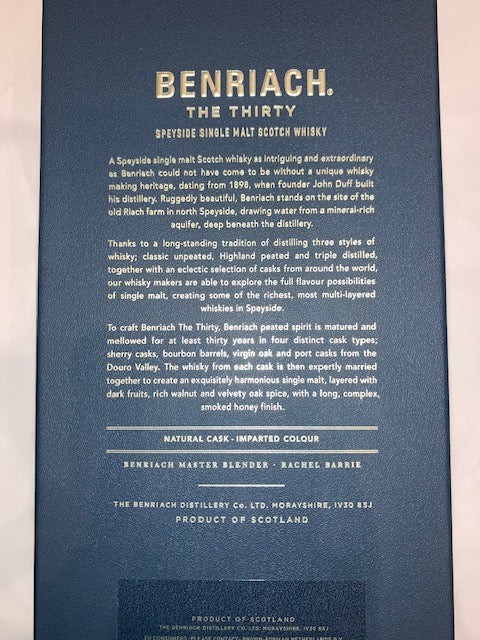 BENRIACH.
THE THIRTY
SPEYSIDE SINGLE MALT SCOTCH WHISKY
A Speyside single malt Scotch whisky as intriguing and extraordinary
as Benriach could not have come to be without a unique whisky
making heritage, dating from 1898, when founder John Duff built
his distillery. Ruggedly beautiful, Benriach stands on the site of the
old Riach farm in north Speyside, drawing water from a mineral-rich
aquifer, deep beneath the distillery.
Thanks to a long-standing tradition of distilling three styles of
whisky; classic unpeated, Highland peated and triple distilled,
together with an eclectic selection of casks from around the world,
our whisky makers are able to explore the full flavour possibilities
of single malt, creating some of the richest, most multi-layered
whiskies in Speyside.
To craft Benriach The Thirty, Benriach peated spirit is matured and
mellowed for at least thirty years in four distinct cask types;
sherry casks, bourbon barrels, virgin oak and port casks from the
Douro Valley. The whisky from each cask is then expertly married
together to create an exquisitely harmonious single malt, layered with
dark fruits, rich walnut and velvety oak spice, with a long, complex,
smoked honey finish.
NATURAL CASK - IMPARTED COLOUR
BENRIACH MASTER BLENDER · RACHEL BARRIE
THE BENRIACH DISTILLERY Co. LTD. MORAYSHIRE, IV30 8SJ
PRODUCT OF SCOTLAND
PRODUCT OF SCOTLAND
THE BENRIACH DISTILLERY CO. LTD. MORAYSHIRE, IV30 8SJ
EU CONSUMERS: PLEASE CONTACT: BROWN-FORMAN NETHERLANDS B.V.